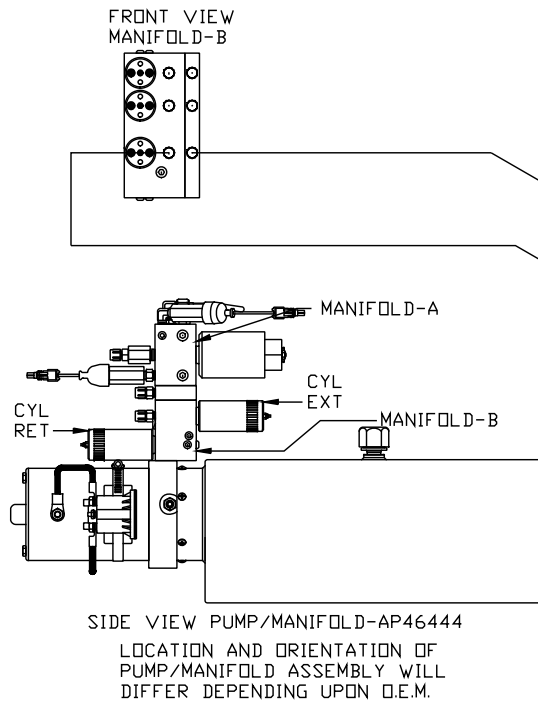 FRONT VIEW
MANIFOLD-B
MANIFOLD-A
CYL
EXT
CYL
RET
MANIFOLD-B
SIDE VIEW PUMP/MANIFOLD-AP46444
LOCATION AND ORIENTATION OF
PUMP/MANIFOLD ASSEMBLY WILL
DIFFER DEPENDING UPON O.E.M.